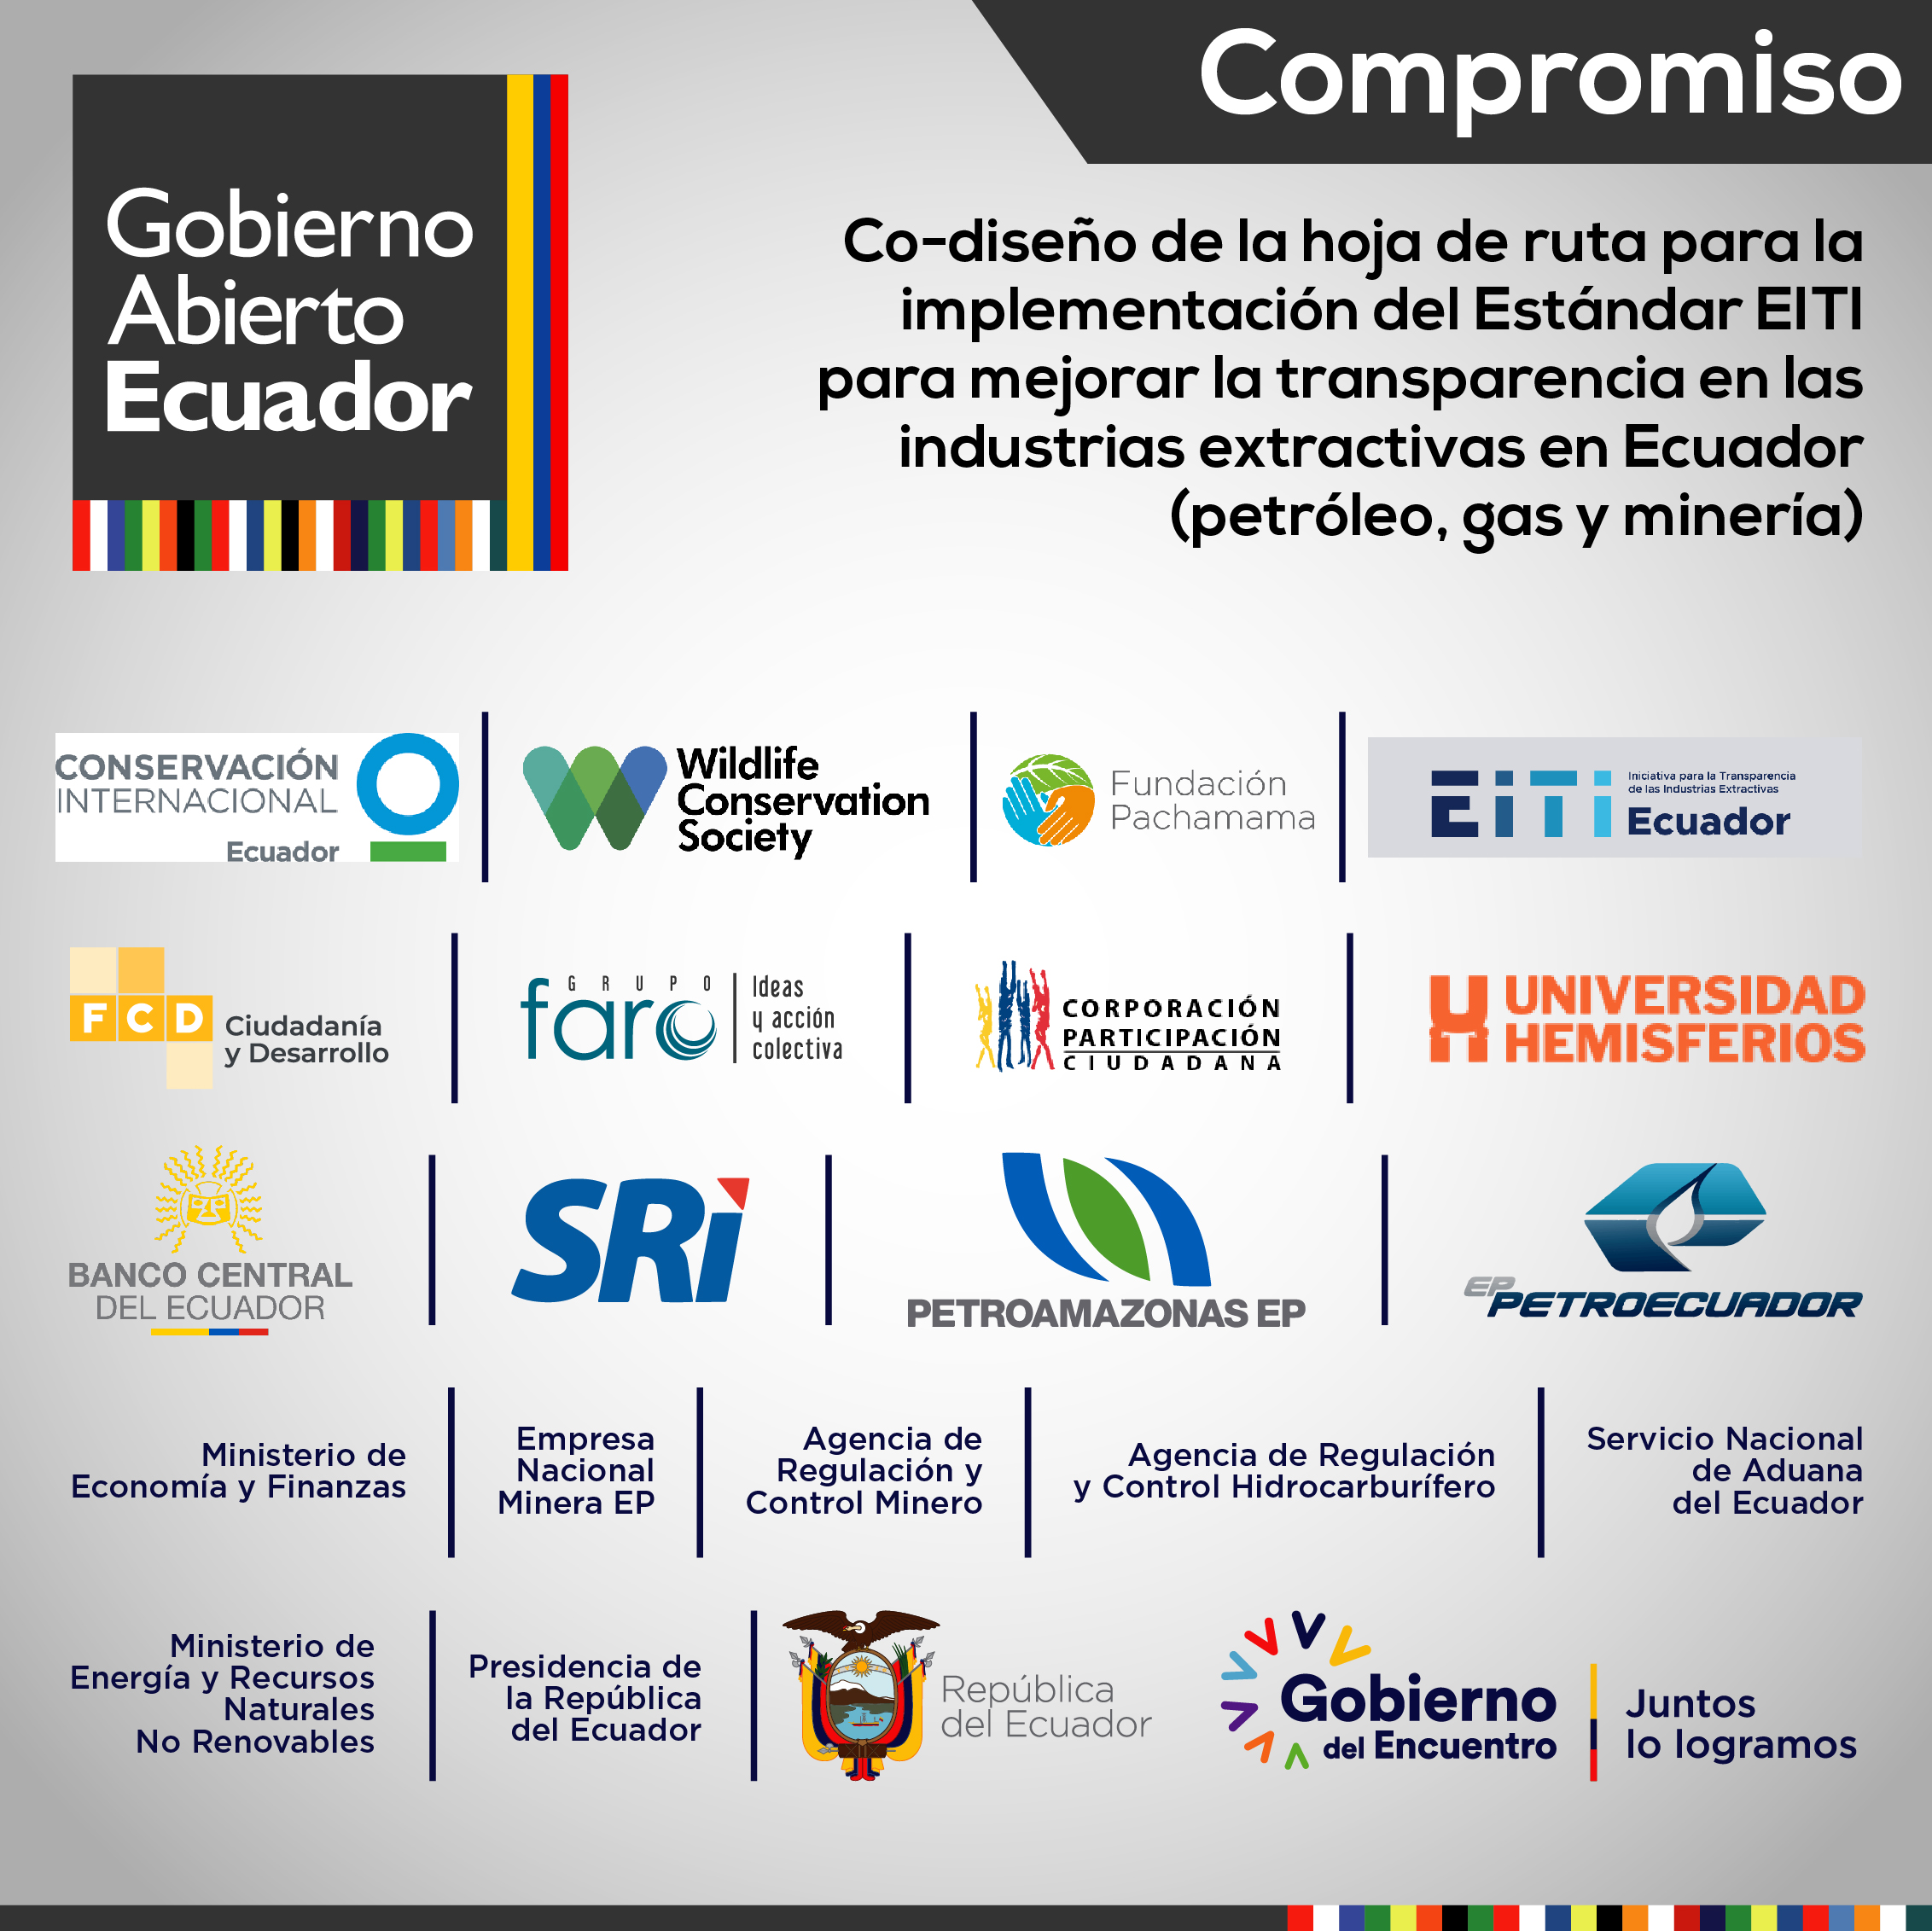 Compromiso
Gobierno
Abierto
Ecuador
Co-diseño de la hoja de ruta para la
implementación del Estándar EITI
para mejorar la transparencia en las
industrias extractivas en Ecuador
(petróleo, gas y minería)
CONSERVACIÓN
INTERNACIONAL
Ecuador
Wildlife
Conservation
Society
Fundación
Pachamama
EiTi
Iniciativa para la Transparencia
de las Industrias Extractivas
Ecuador
FCD
Ciudadanía
y Desarrollo
GRUPO
faro
Ideas
y acción
colectiva
CORPORACIÓN
PARTICIPACIÓN
CIUDADANA
UNIVERSIDAD
HEMISFERIOS
BANCO CENTRAL
DEL ECUADOR
SRi
PETROAMAZONAS EP
EP PETROECUADOR
Ministerio de
Economía y Finanzas
Empresa
Nacional
Minera EP
Agencia de
Regulación y
Control Minero
Agencia de Regulación
y Control Hidrocarburífero
Servicio Nacional
de Aduana
del Ecuador
Ministerio de
Energía y Recursos
Naturales
No Renovables
Presidencia de
la República
del Ecuador
República
del Ecuador
Gobierno
del Encuentro
Juntos
lo logramos